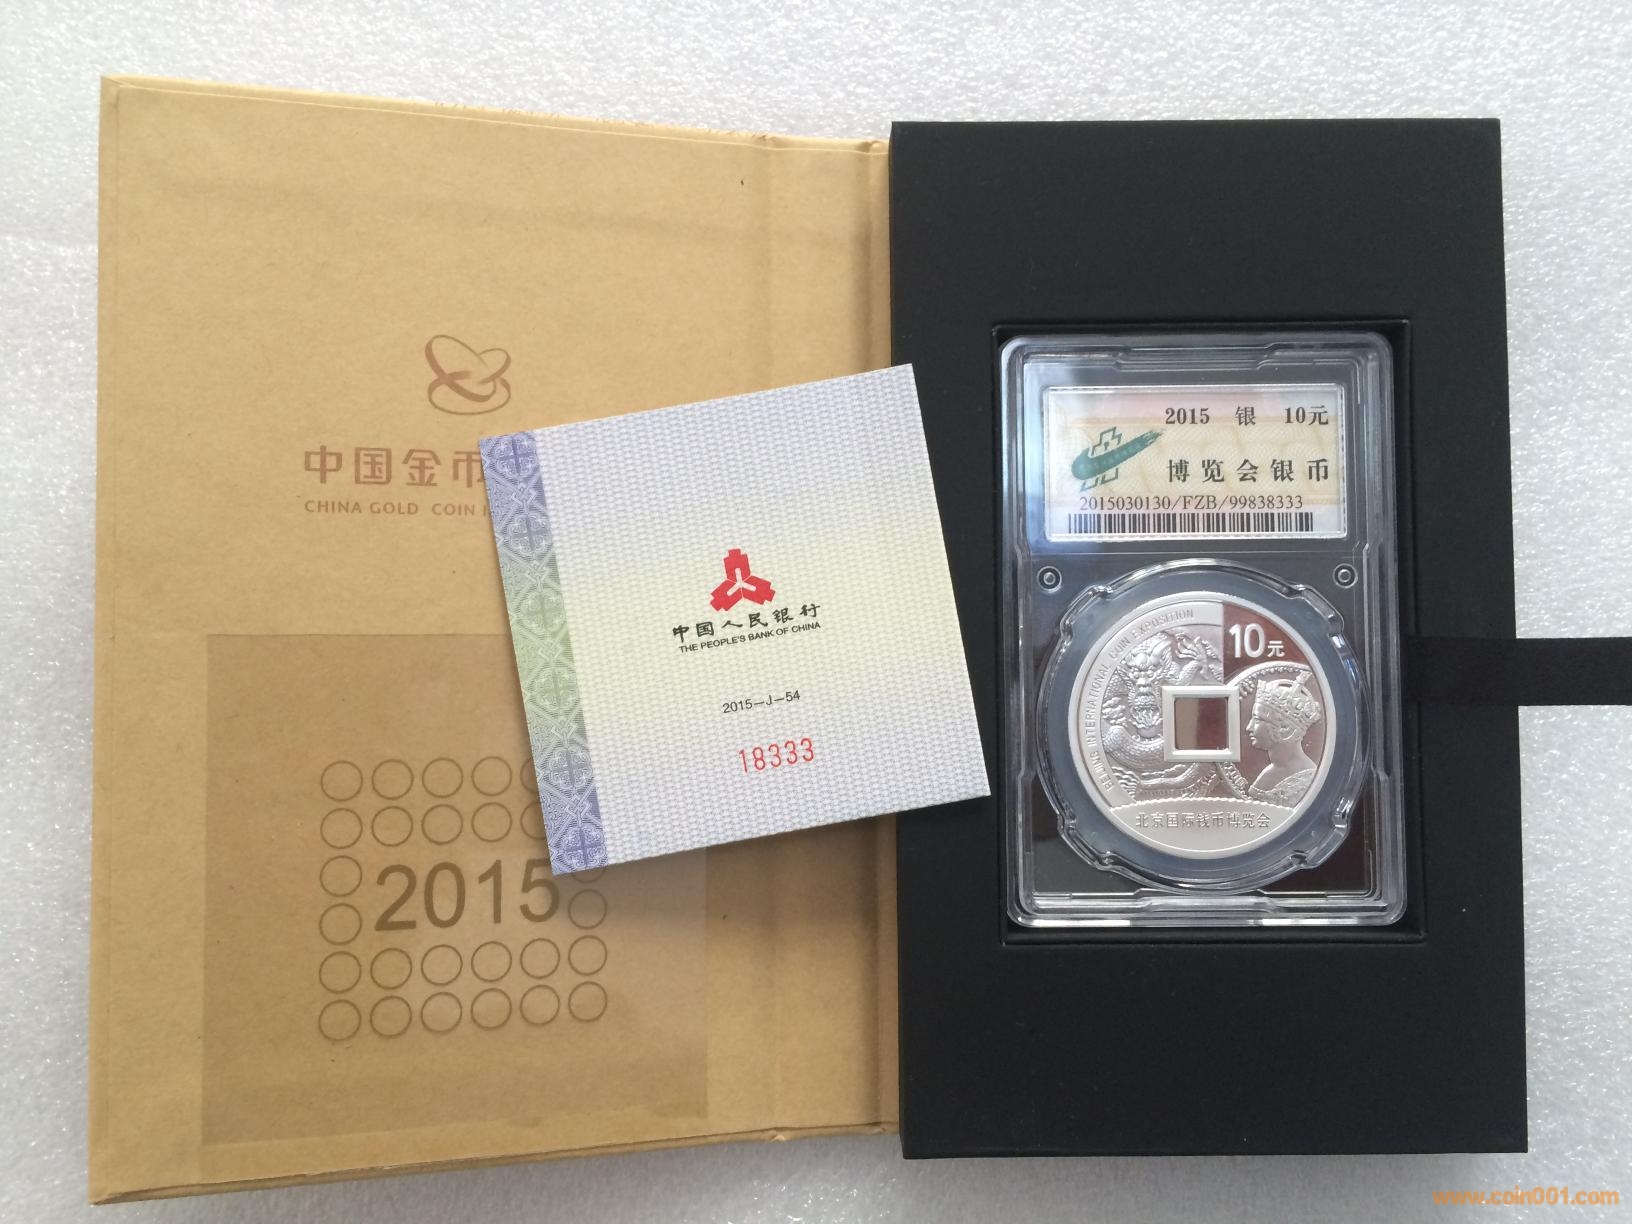 中国金币
CHINA GOLD COIN
2015
中国人民银行
THE PEOPLE'S BANK OF CHINA
2015—J—54
18333
2015 银 10元
博览会银币
2015030130/FZB/99838333
BEIJING INTERNATIONAL COIN EXPOSITION
10元
北京国际钱币博览会
www.coin001.com